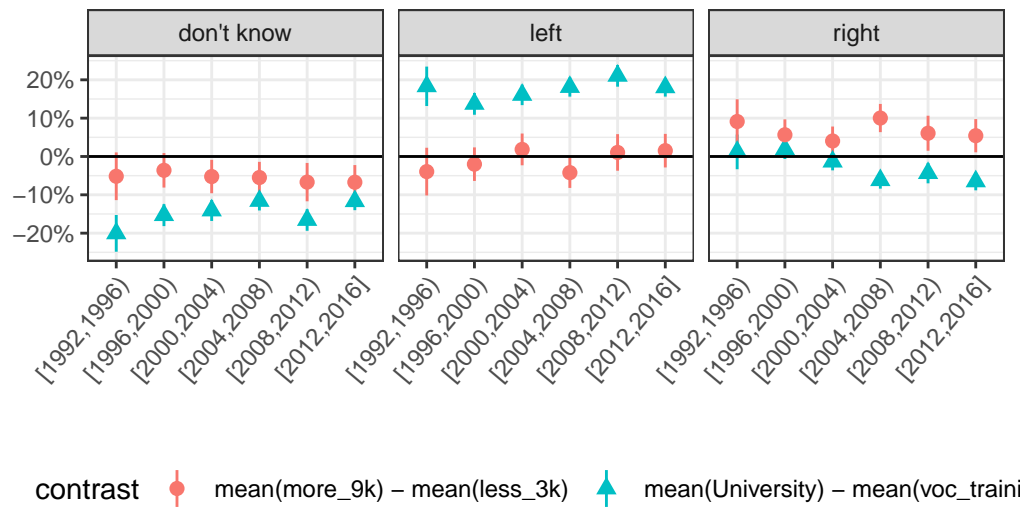 don't know left right
20%
10%
0%
−10%
−20%
[1992,1996) [1996,2000) [2000,2004) [2004,2008) [2008,2012) [2012,2016] [1992,1996) [1996,2000) [2000,2004) [2004,2008) [2008,2012) [2012,2016] [1992,1996) [1996,2000) [2000,2004) [2004,2008) [2008,2012) [2012,2016]
contrast mean(more_9k) − mean(less_3k) mean(University) − mean(voc_traini